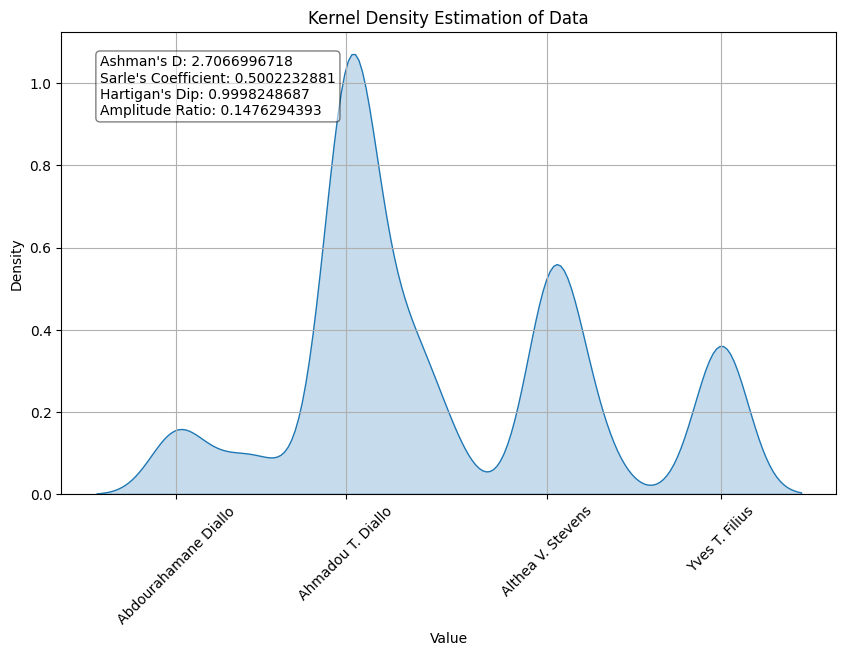 Kernel Density Estimation of Data
Ashman's D: 2.7066996718
Sarle's Coefficient: 0.5002232881
Hartigan's Dip: 0.9998248687
Amplitude Ratio: 0.1476294393
Density
1.0
0.8
0.6
0.4
0.2
0.0
Abdourahamane Diallo
Ahmadou T. Diallo
Althea V. Stevens
Yves T. Filius
Value